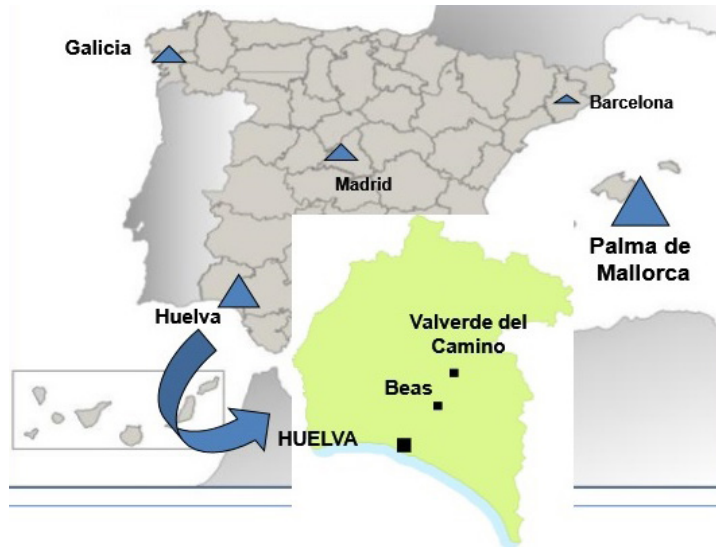 Galicia
Barcelona
Madrid
Palma de
Mallorca
Huelva
Valverde del
Camino
Beas
HUELVA